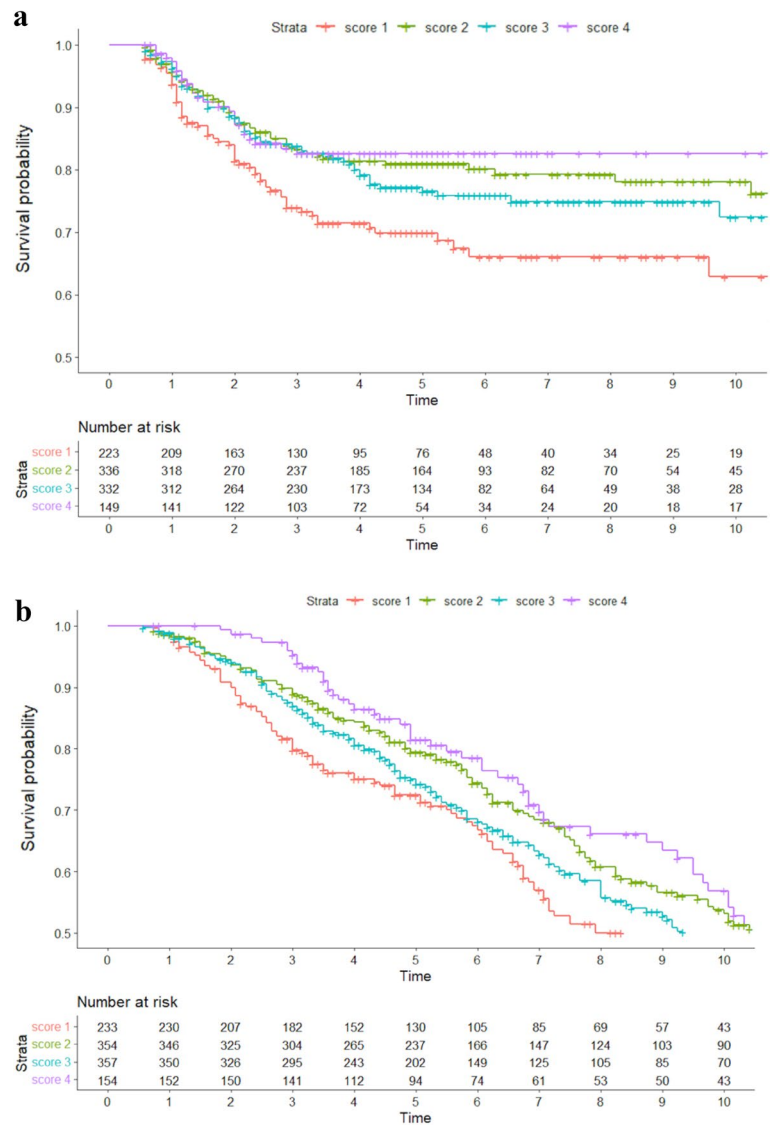 a
Strata score 1 score 2 score 3 score 4
1.0
0.9
0.8
0.7
0.6
0.5
Survival probability
0 1 2 3 4 5 6 7 8 9 10
Time
Number at risk
Strata
score 1 223 209 163 130 95 76 48 40 34 25 19
score 2 336 318 270 237 185 164 93 82 70 54 45
score 3 332 312 264 230 173 134 82 64 49 38 28
score 4 149 141 122 103 72 54 34 24 20 18 17
0 1 2 3 4 5 6 7 8 9 10
Time
b
Strata score 1 score 2 score 3 score 4
1.0
0.9
0.8
0.7
0.6
0.5
Survival probability
0 1 2 3 4 5 6 7 8 9 10
Time
Number at risk
Strata
score 1 233 230 207 182 152 130 105 85 69 57 43
score 2 354 346 325 304 265 237 166 147 124 103 90
score 3 357 350 326 295 243 202 149 125 105 85 70
score 4 154 152 150 141 112 94 74 61 53 50 43
0 1 2 3 4 5 6 7 8 9 10
Time